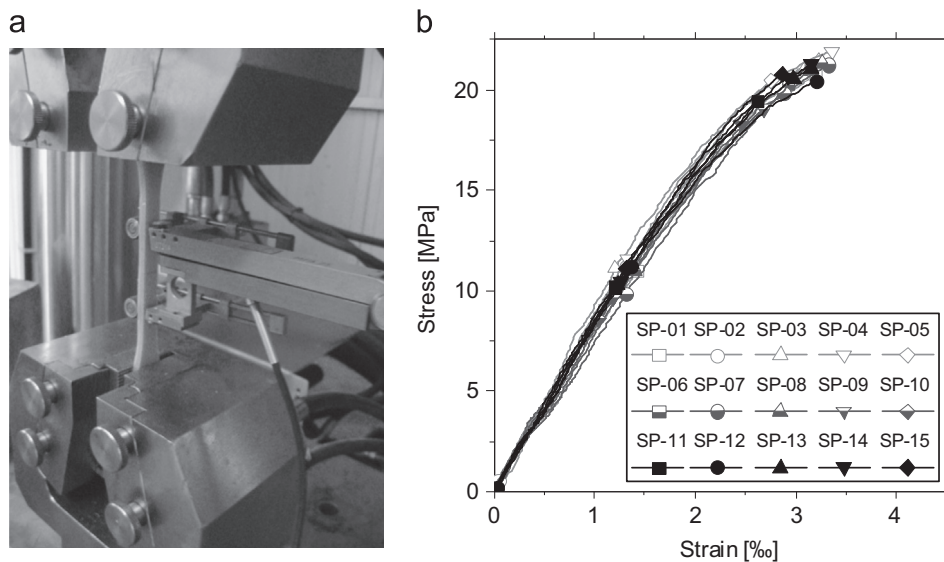 a
b
20
15
10
5
0
Stress [MPa]
SP-01 SP-02 SP-03 SP-04 SP-05
SP-06 SP-07 SP-08 SP-09 SP-10
SP-11 SP-12 SP-13 SP-14 SP-15
0 1 2 3 4
Strain [‰]